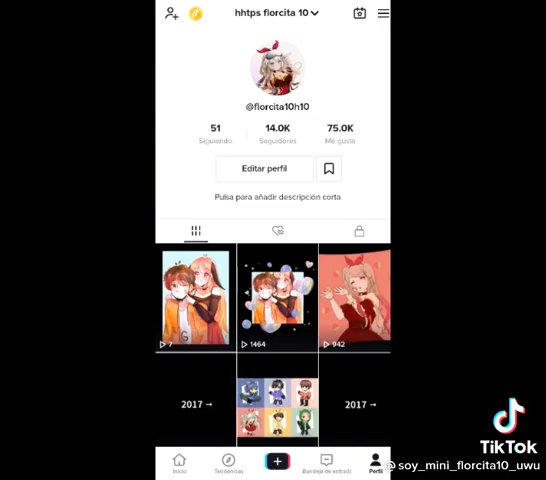 hhtps florcita 10
@florcita10h10
51
14.0K
75.0K
Siguiendo
Seguidores
Me gusta
Editar perfil
Pulsa para añadir descripción corta
7
1464
942
2017 →
2017 →
Inicio
Tendencias
Bandeja de entrada
Perfil
TikTok
@soy_mini_florcita10_uwu